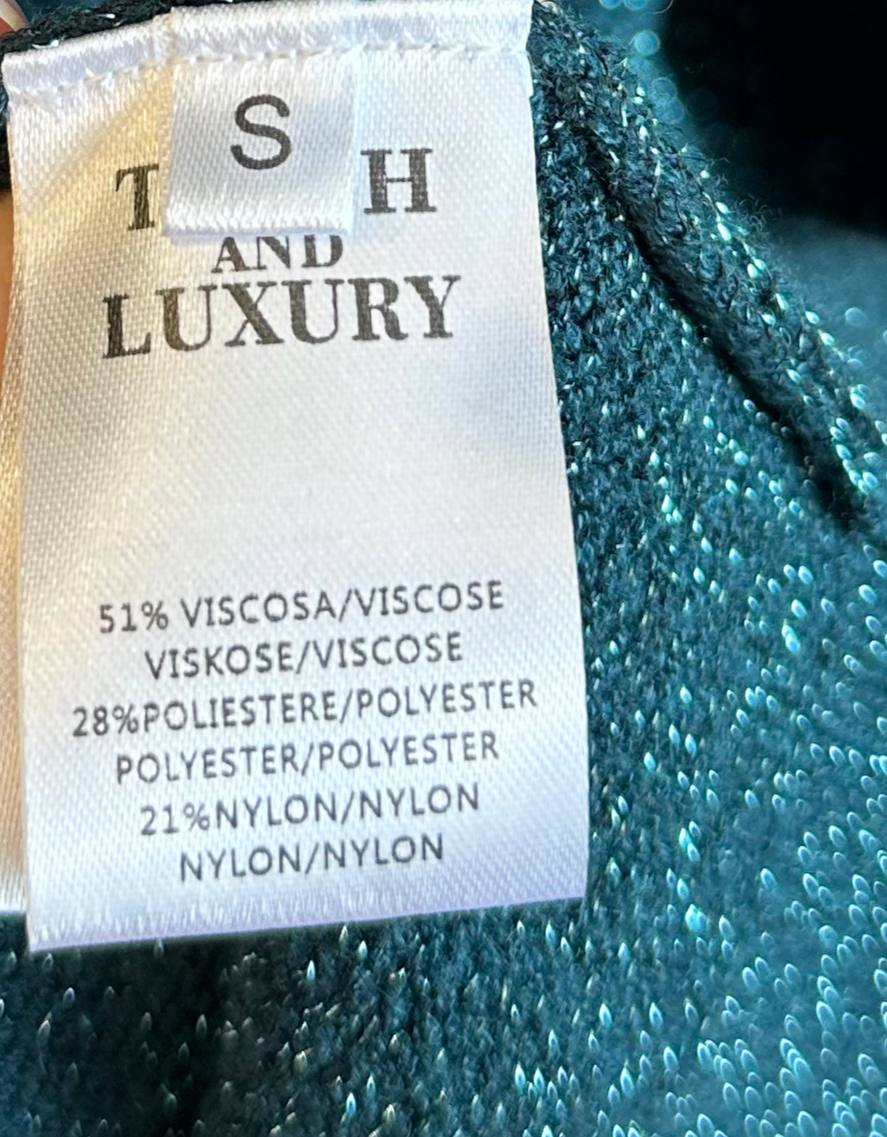 S
AND
LUXURY
51% VISCOSA/VISCOSE
VISKOSE/VISCOSE
28%POLIESTERE/POLYESTER
POLYESTER/POLYESTER
21%NYLON/NYLON
NYLON/NYLON